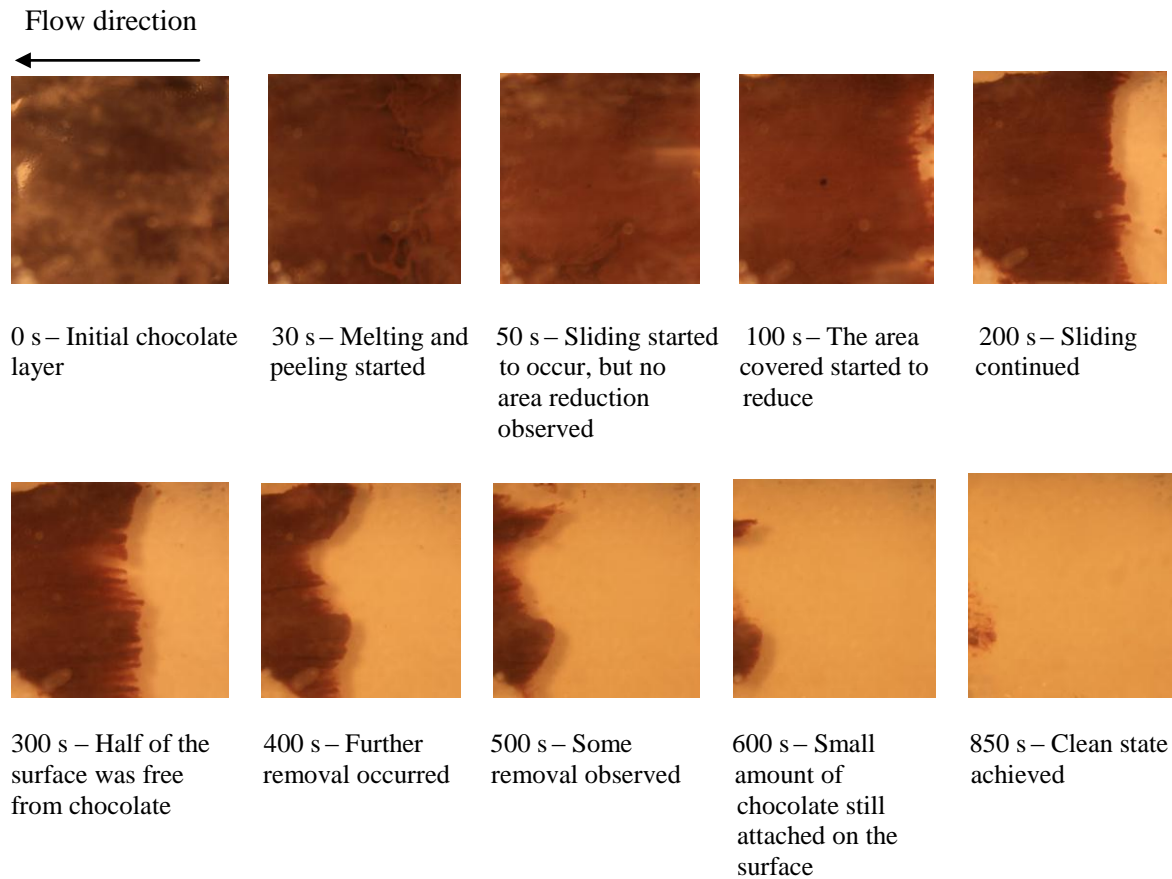 Flow direction
0 s – Initial chocolate
layer
30 s – Melting and
peeling started
50 s – Sliding started
to occur, but no
area reduction
observed
100 s – The area
covered started to
reduce
200 s – Sliding
continued
300 s – Half of the
surface was free
from chocolate
400 s – Further
removal occurred
500 s – Some
removal observed
600 s – Small
amount of
chocolate still
attached on the
surface
850 s – Clean state
achieved